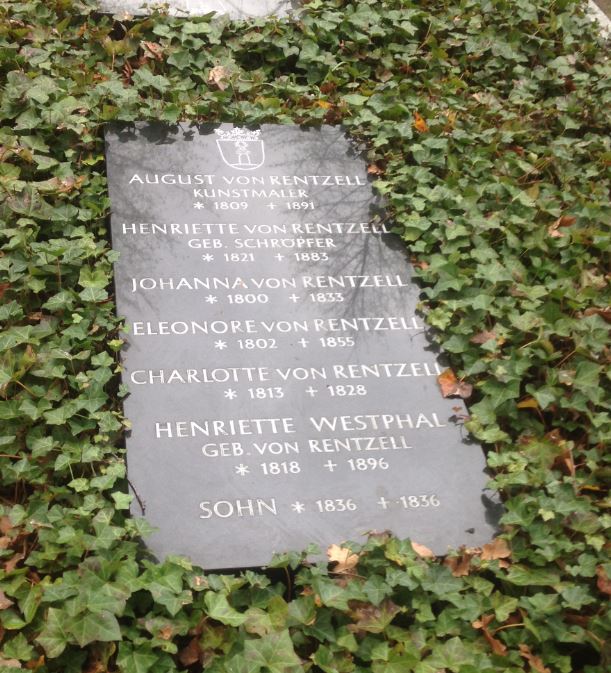 AUGUST VON RENTZELL
KUNSTMALER
* 1809 + 1891
HENRIETTE VON RENTZELL
GEB. SCHRÖPFER
* 1821 + 1883
JOHANNA VON RENTZELL
* 1800 + 1833
ELEONORE VON RENTZELL
* 1802 + 1855
CHARLOTTE VON RENTZELL
* 1813 + 1828
HENRIETTE WESTPHAL
GEB. VON RENTZELL
* 1818 + 1896
SOHN * 1836 + 1836